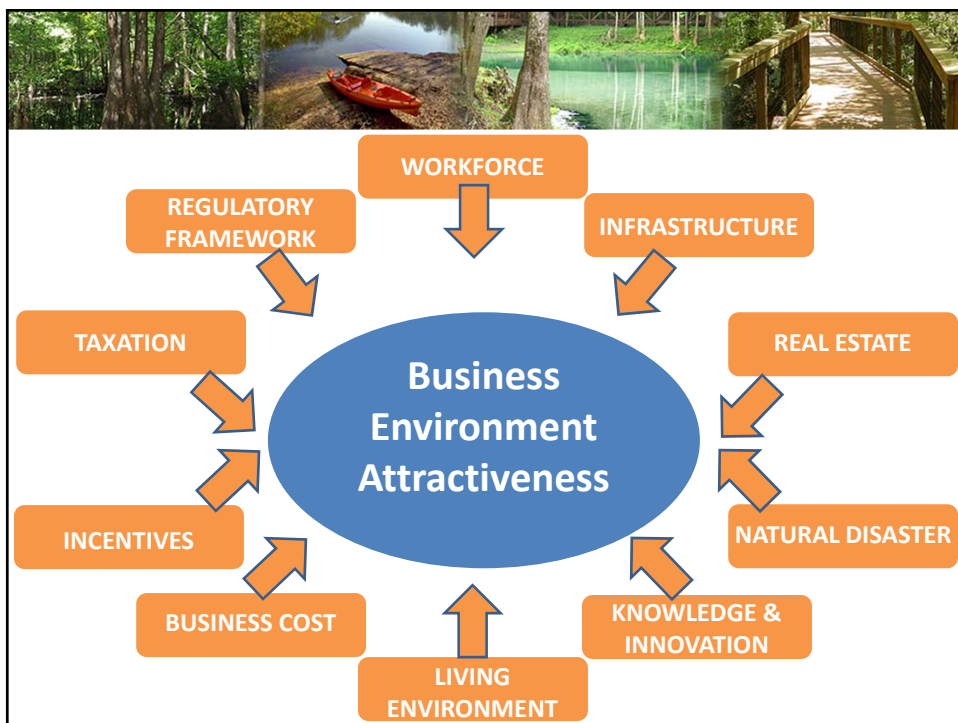 WORKFORCE
REGULATORY
FRAMEWORK
INFRASTRUCTURE
TAXATION
REAL ESTATE
Business
Environment
Attractiveness
INCENTIVES
NATURAL DISASTER
BUSINESS COST
KNOWLEDGE &
INNOVATION
LIVING
ENVIRONMENT